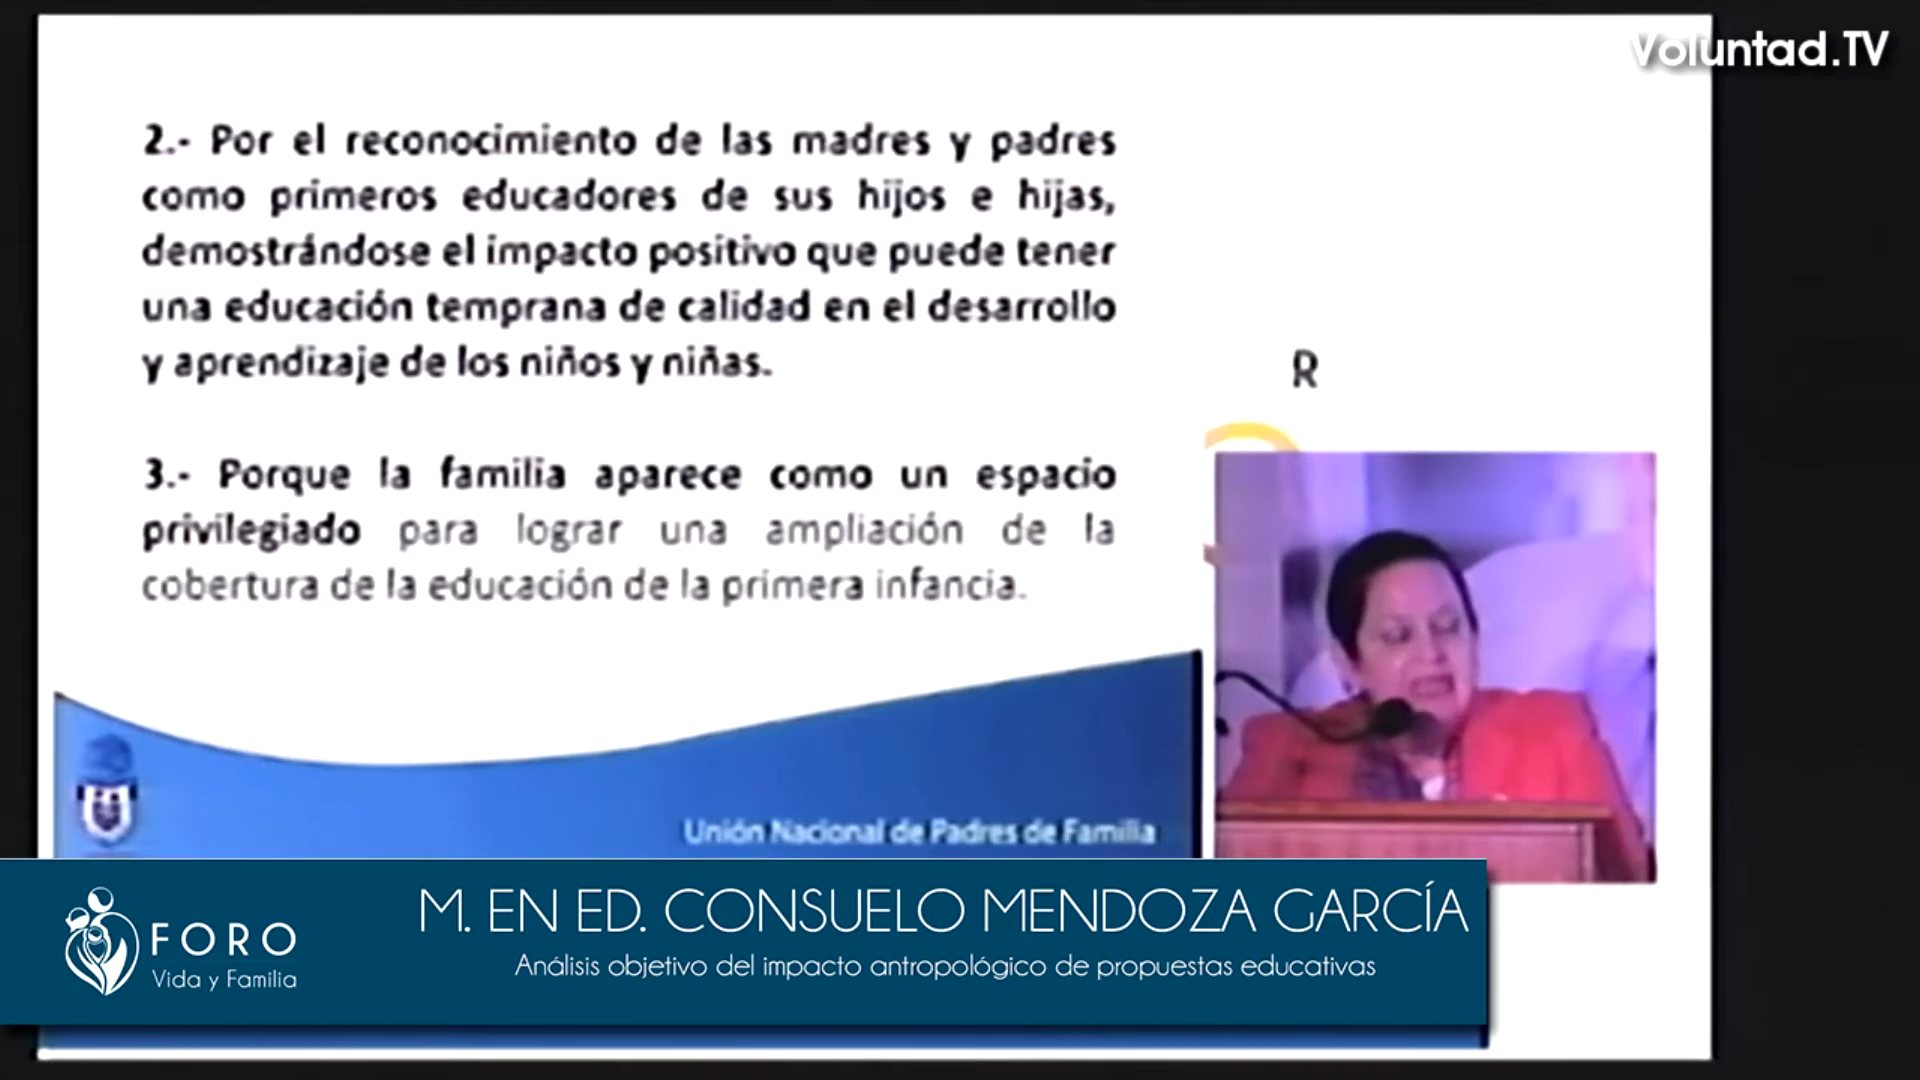 Voluntad.TV
2.- Por el reconocimiento de las madres y padres
como primeros educadores de sus hijos e hijas,
demostrándose el impacto positivo que puede tener
una educación temprana de calidad en el desarrollo
y aprendizaje de los niños y niñas.
R
3.- Porque la familia aparece como un espacio
privilegiado para lograr una ampliación de la
cobertura de la educación de la primera infancia.
Unión Nacional de Padres de Familia
FORO
Vida y Familia
M. EN ED. CONSUELO MENDOZA GARCÍA
Análisis objetivo del impacto antropológico de propuestas educativas